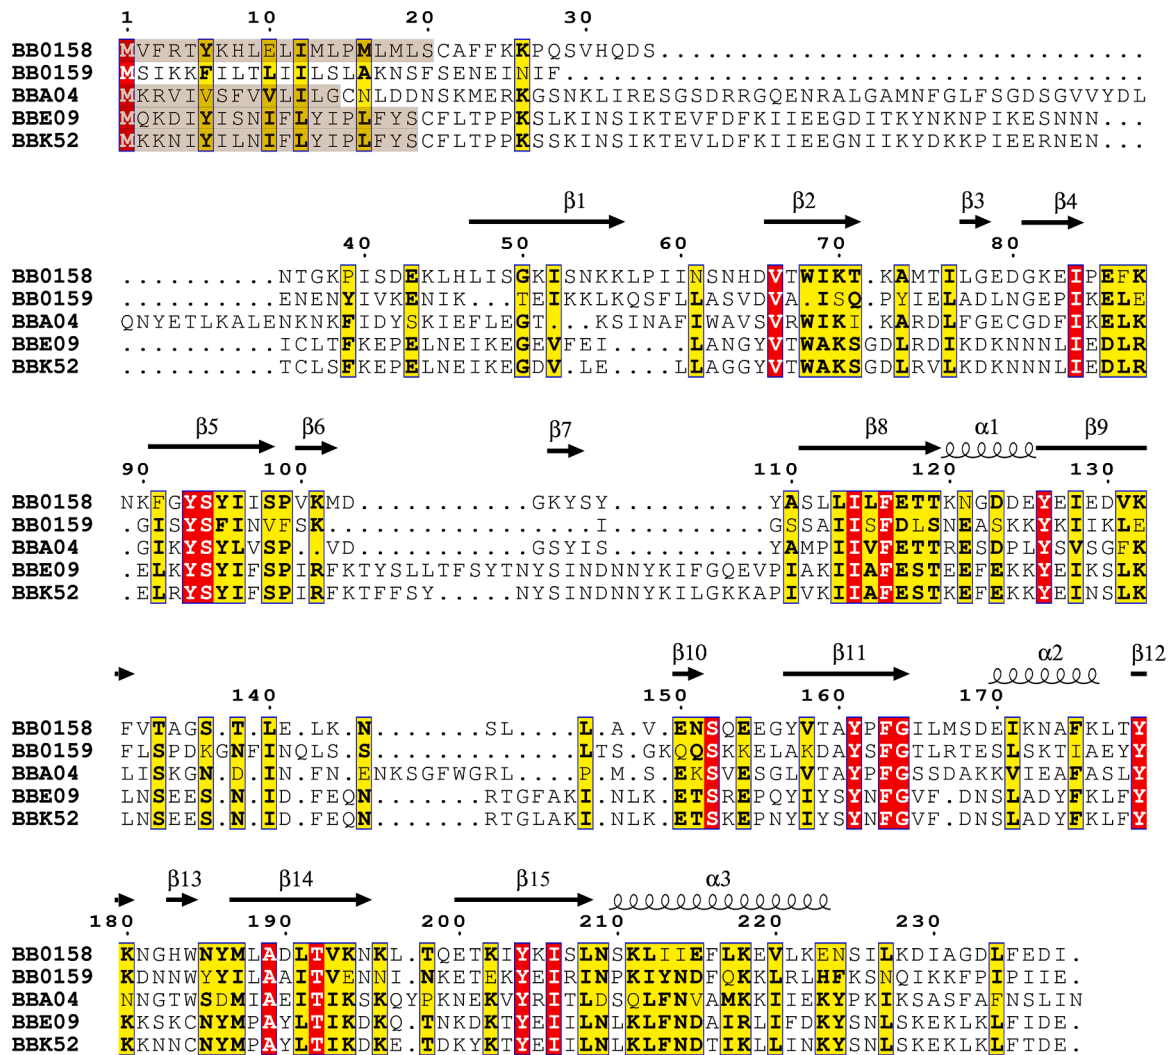 1 10 20 30
BB0158 MVFRTYKHLELIMLPMLMLSCAFFKKPQSVHQDS...............................
BB0159 MSIKKFILTLIILSLAKNSFSENEINIF.....................................
BBA04 MKRVIVSFVVLILGCNLDDNSKMERKGSNKLIRESGSDRRGQENRALGAMNFGLFSGDSGVVYDL
BBE09 MQKDIYISNIFLYIPLFYSCFLTPPKSLKINSIKTEVFDFKIIEEGDITKYNKNPIKESNNN...
BBK52 MKKNIYILNIFLYIPLFYSCFLTPPKSSKINSIKTEVLDFKIIEEGNIIKYDKKPIEERNEN...
β1 β2 β3 β4
40 50 60 70 80
BB0158 ..........NTGKPISDEKLHLISGKISNKKLPIINSNHDVTWIKT.KAMTILGEDGKEIPEFK
BB0159 ..........ENENYIVKENIK...TEIKKLKQSFLLASVDVA.ISQ.PYIELADLNGEPIKELE
BBA04 QNYETLKALENKNKFIDYSKIEFLEGT..KSINAFIWAVSVRWIKI.KARDLFGECGDFIKELK
BBE09 ..........ICLTFKEPELNEIKEGEVFEI.....LANGYVTWAKSGDLRDIKDKNNNLIEDLR
BBK52 ..........TCLSFKEPELNEIKEGDV.LE.....LLAGGYVTWAKSGDLRVLKDKNNNLIEDLR
β5 β6 β7 β8 α1 β9
90 100 110 120 130
BB0158 NKFGYSYIISPVKMD............GKYSY..........YASLLILFETTKNGDDEYEIEDVK
BB0159 .GISYSFINVFSK................I..........GSSAIISFDLSNEASKKYKIIKLE
BBA04 .GIKYSYLVSP..VD............GSYIS..........YAMPIIVFETTRESDPLYSVSGFK
BBE09 .ELKYSYIFSPIRFKTYSLLTFSYTNYSINDNNYKIFGQEVPIAKIIAFESTEEFEKKYEIKSLK
BBK52 .ELRYSYIFSPIRFKTFFSY.....NYSINDNNYKILGKKAPIVKIIAFESTKEFEKKYEINSLK
β10 β11 α2 β12
140 150 160 170
BB0158 FVTAGS.T.LE.LK.N.......SL....L.A.V.ENSQEEGYVTAYPFGILMSDEIKNAFKLTY
BB0159 FLSPDKGNFINQLS.S.............LTS.GKQQSKKELAKDAYSFGTLRTESLSKTIAEYY
BBA04 LISKGN.D.IN.FN.ENKSGFWGRL....P.M.S.EKSVESGLVTAYPFGSSDAKKVIEAFASLY
BBE09 LNSEES.N.ID.FEQN.......RTGFAKI.NLK.ETSREPQYIYSYNFGVF.DNSLADYFKLFY
BBK52 LNSEES.N.ID.FEQN.......RTGLAKI.NLK.ETSKEPNYIYSYNFGVF.DNSLADYFKLFY
β13 β14 β15 α3
180 190 200 210 220 230
BB0158 KNGHWNYMLADLTVKNKL.TQETKIYKISLNSKLIIEFLKEVLKENSILKDIAGDLFEDI.
BB0159 KDNNWYYILAAITVENNI.NKETEKYEIRINPKIYNDFQKKLRLHFKSNQIKKFPIPIIE.
BBA04 NNGTWSDMIAEITIKSKQYPKNEKVYRITLDSQLFNVAMKKIIEKYPKIKSASFAFNSLIN
BBE09 KKSKCNYMPAYLTIKDKQ.TNKDKTYEIILNLKLFNDAIRLIFDKYSNLSKEKLKLFIDE.
BBK52 KKNNCNYMPAYLTIKDKE.TDKYKTYEIILSNLKLFNDTIKLLINKYSNLSKEKLKLFTDE.